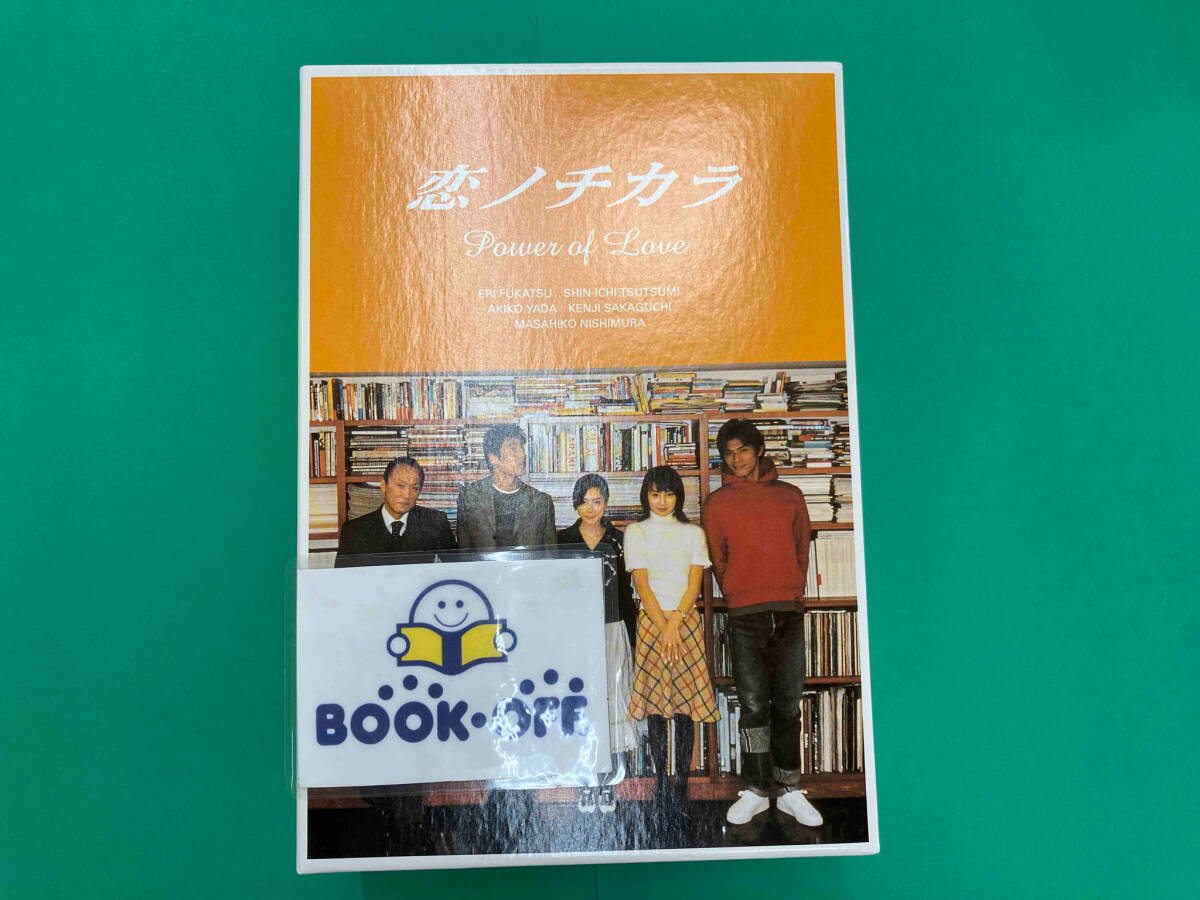 恋ノチカラ
Power of Love
ERI FUKATSU SHIN-ICHI TSUTSUMI
AKIKO YADA KENJI SAKAGUCHI
MASAHIKO NISHIMURA
BOOK・OFF